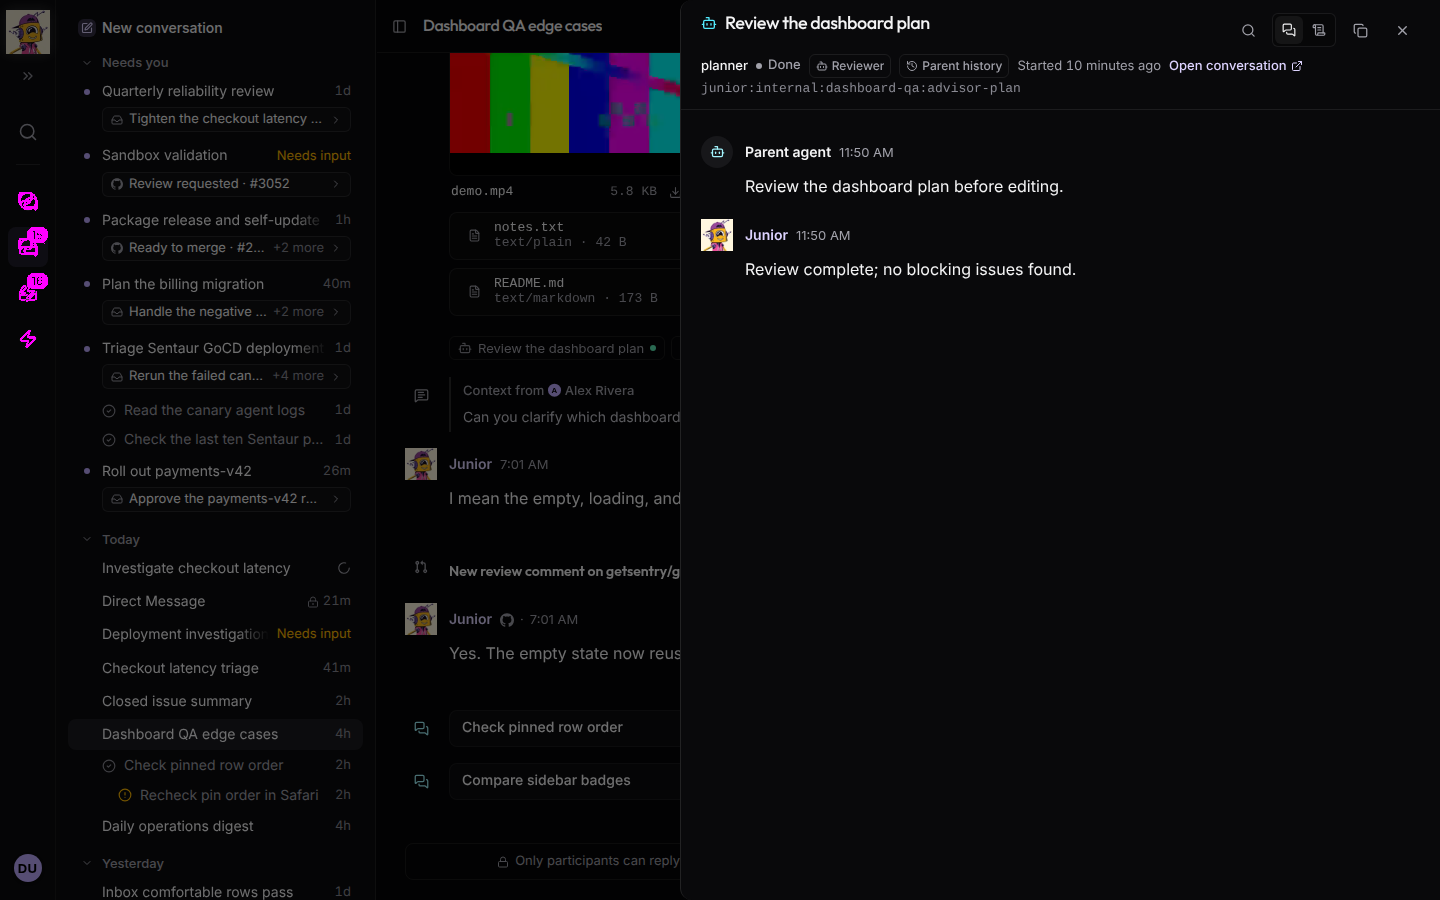 New conversation
Needs you
Quarterly reliability review 1d
Tighten the checkout latency ...
Sandbox validation Needs input
Review requested · #3052
Package release and self-update 1h
Ready to merge · #2... +2 more
Plan the billing migration 40m
Handle the negative ... +2 more
Triage Sentaur GoCD deployment 1d
Rerun the failed can... +4 more
Read the canary agent logs 1d
Check the last ten Sentaur p... 1d
Roll out payments-v42 26m
Approve the payments-v42 r...
Today
Investigate checkout latency
Direct Message 21m
Deployment investigation Needs input
Checkout latency triage 41m
Closed issue summary 2h
Dashboard QA edge cases 4h
Check pinned row order 2h
Recheck pin order in Safari 2h
Daily operations digest 4h
Yesterday
Inbox comfortable rows pass 1d
DU
Dashboard QA edge cases
demo.mp4 5.8 KB
notes.txt
text/plain · 42 B
README.md
text/markdown · 173 B
Review the dashboard plan
Context from A Alex Rivera
Can you clarify which dashboard
Junior 7:01 AM
I mean the empty, loading, and
New review comment on getsentry/g
Junior · 7:01 AM
Yes. The empty state now reus
Check pinned row order
Compare sidebar badges
Only participants can reply
Review the dashboard plan
planner Done Reviewer Parent history Started 10 minutes ago Open conversation
junior:internal:dashboard-qa:advisor-plan
Parent agent 11:50 AM
Review the dashboard plan before editing.
Junior 11:50 AM
Review complete; no blocking issues found.